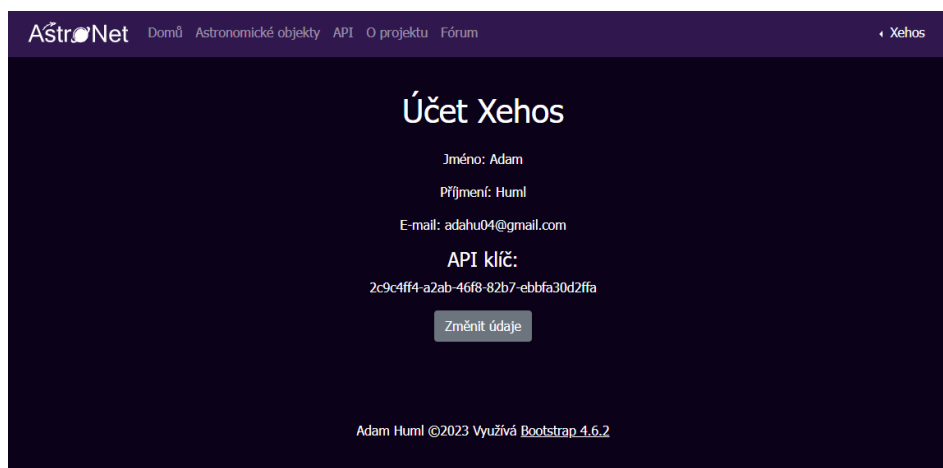 AstroNet Domů Astronomické objekty API O projektu Fórum Xehos
Účet Xehos
Jméno: Adam
Příjmení: Huml
E-mail: adahu04@gmail.com
API klíč:
2c9c4ff4-a2ab-46f8-82b7-ebbfa30d2ffa
Změnit údaje
Adam Huml ©2023 Využívá Bootstrap 4.6.2